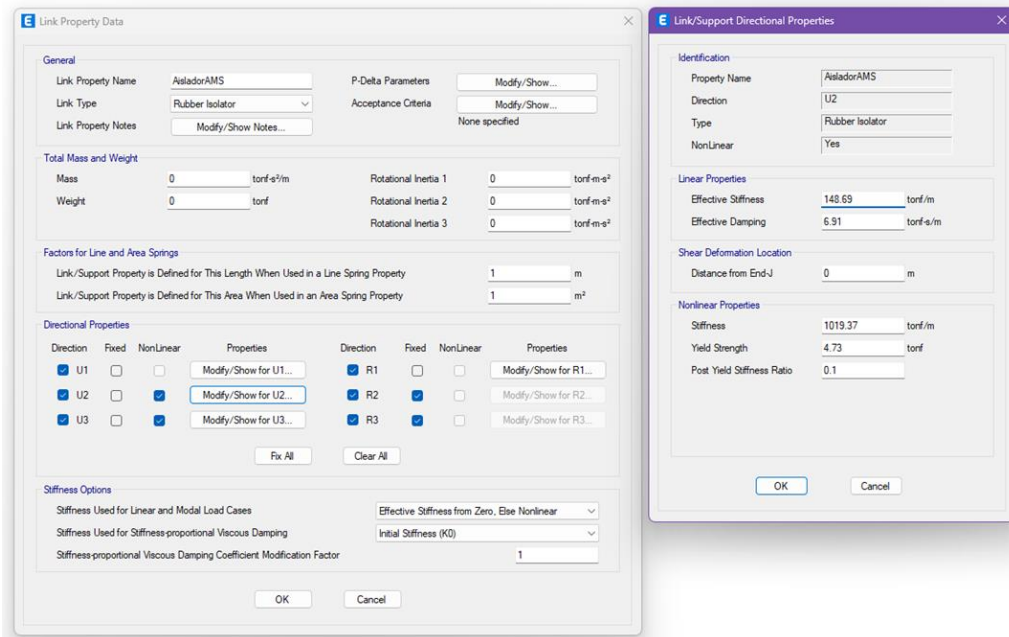 E Link Property Data
General
Link Property Name AisladorAMS P-Delta Parameters Modify/Show...
Link Type Rubber Isolator Acceptance Criteria Modify/Show...
Link Property Notes Modify/Show Notes... None specified
Total Mass and Weight
Mass 0 tonf-s²/m Rotational Inertia 1 0 tonf-m-s²
Weight 0 tonf Rotational Inertia 2 0 tonf-m-s²
Rotational Inertia 3 0 tonf-m-s²
Factors for Line and Area Springs
Link/Support Property is Defined for This Length When Used in a Line Spring Property 1 m
Link/Support Property is Defined for This Area When Used in an Area Spring Property 1 m²
Directional Properties
Direction Fixed NonLinear Properties Direction Fixed NonLinear Properties
U1 Modify/Show for U1... R1 Modify/Show for R1...
U2 Modify/Show for U2... R2 Modify/Show for R2...
U3 Modify/Show for U3... R3 Modify/Show for R3...
Fix All Clear All
Stiffness Options
Stiffness Used for Linear and Modal Load Cases Effective Stiffness from Zero, Else Nonlinear
Stiffness Used for Stiffness-proportional Viscous Damping Initial Stiffness (K0)
Stiffness-proportional Viscous Damping Coefficient Modification Factor 1
OK Cancel
E Link/Support Directional Properties
Identification
Property Name AisladorAMS
Direction U2
Type Rubber Isolator
NonLinear Yes
Linear Properties
Effective Stiffness 148.69 tonf/m
Effective Damping 6.91 tonf-s/m
Shear Deformation Location
Distance from End-J 0 m
Nonlinear Properties
Stiffness 1019.37 tonf/m
Yield Strength 4.73 tonf
Post Yield Stiffness Ratio 0.1
OK Cancel